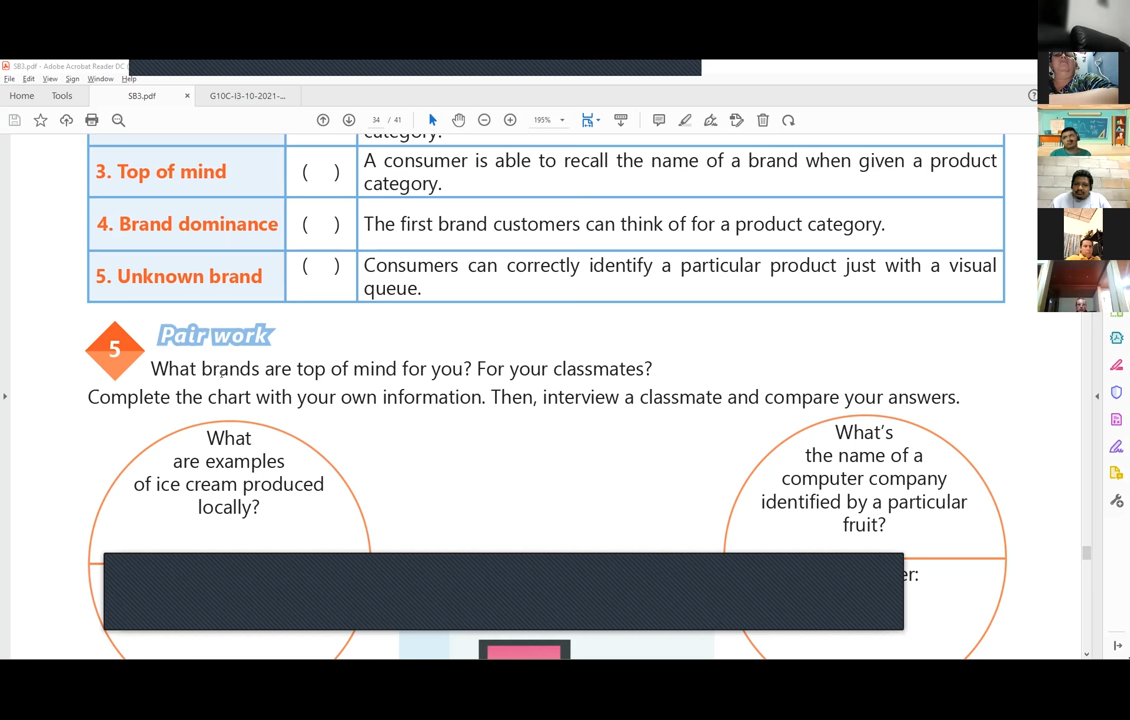 SB3.pdf - Adobe Acrobat Reader DC (
File Edit View Sign Window Help
Home Tools SB3.pdf × G10C-I3-10-2021-...
34 / 41 195%
category.
3. Top of mind ( ) A consumer is able to recall the name of a brand when given a product
category.
4. Brand dominance ( ) The first brand customers can think of for a product category.
5. Unknown brand ( ) Consumers can correctly identify a particular product just with a visual
queue.
5 Pair work
What brands are top of mind for you? For your classmates?
Complete the chart with your own information. Then, interview a classmate and compare your answers.
What
are examples
of ice cream produced
locally?
What's
the name of a
computer company
identified by a particular
fruit?
er: